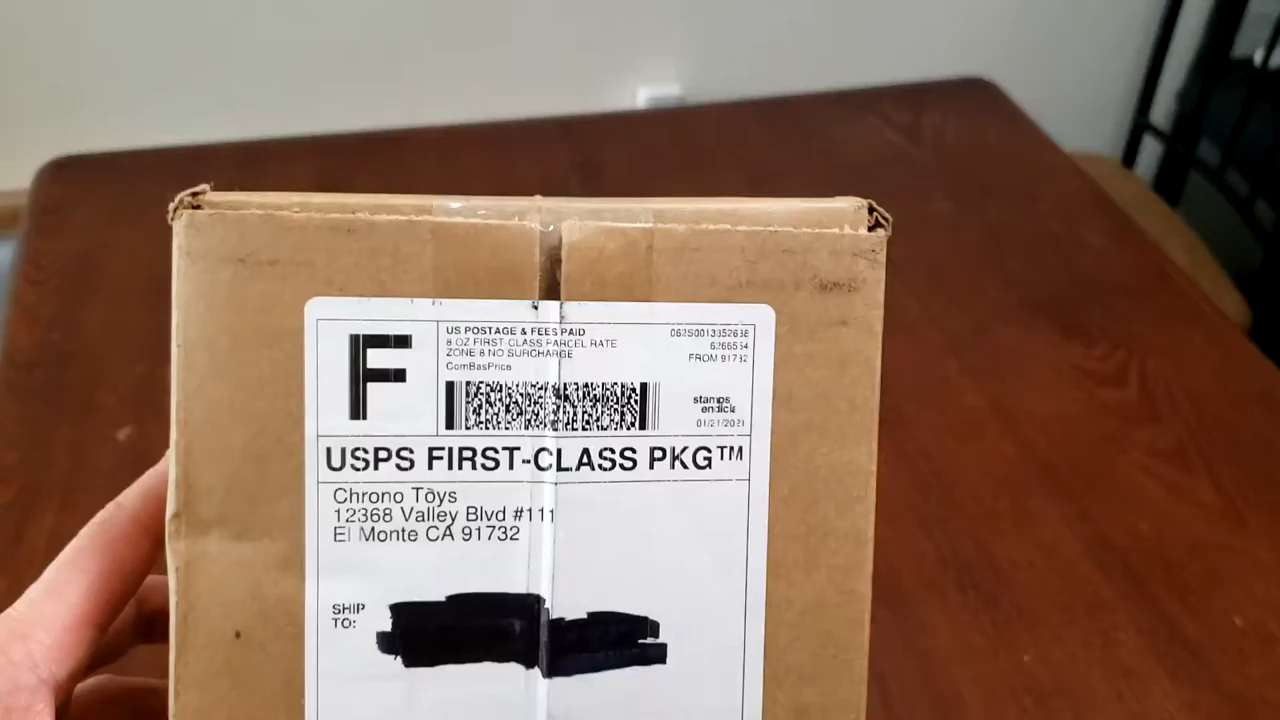 F
US POSTAGE & FEES PAID
8 OZ FIRST-CLASS PARCEL RATE
ZONE 8 NO SURCHARGE
ComBasPrice
062S0013352638
6266554
FROM 91732
stamps
endicia
01/21/2021
USPS FIRST-CLASS PKG™
Chrono Toys
12368 Valley Blvd #111
El Monte CA 91732
SHIP
TO: